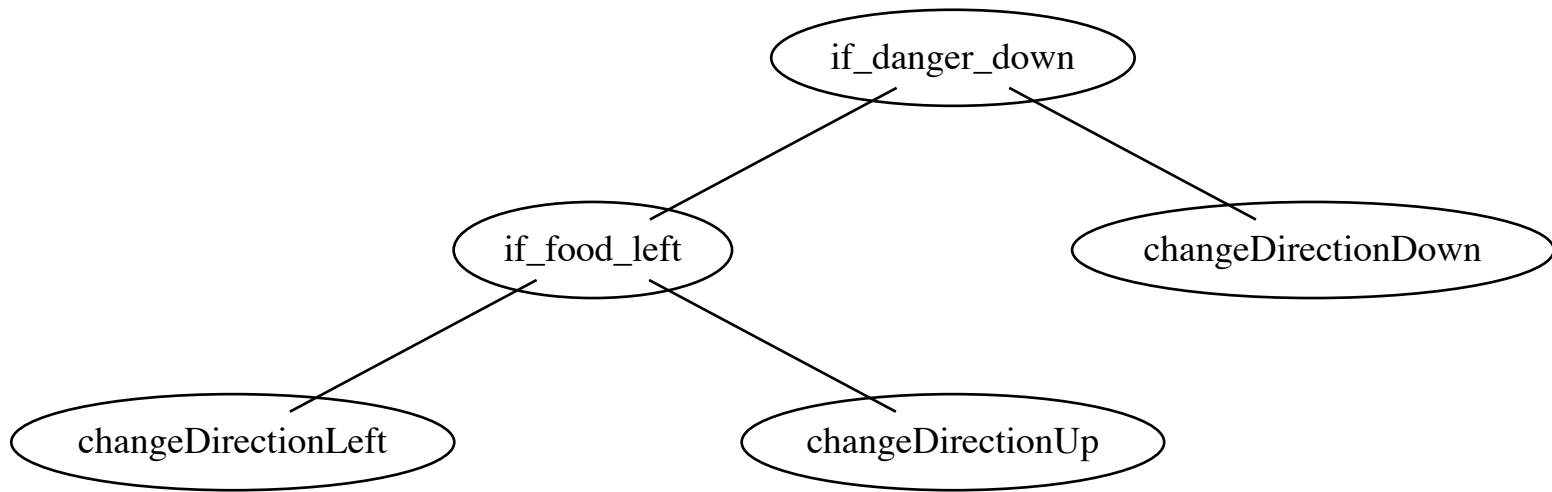 if_danger_down
if_food_left
changeDirectionDown
changeDirectionLeft
changeDirectionUp